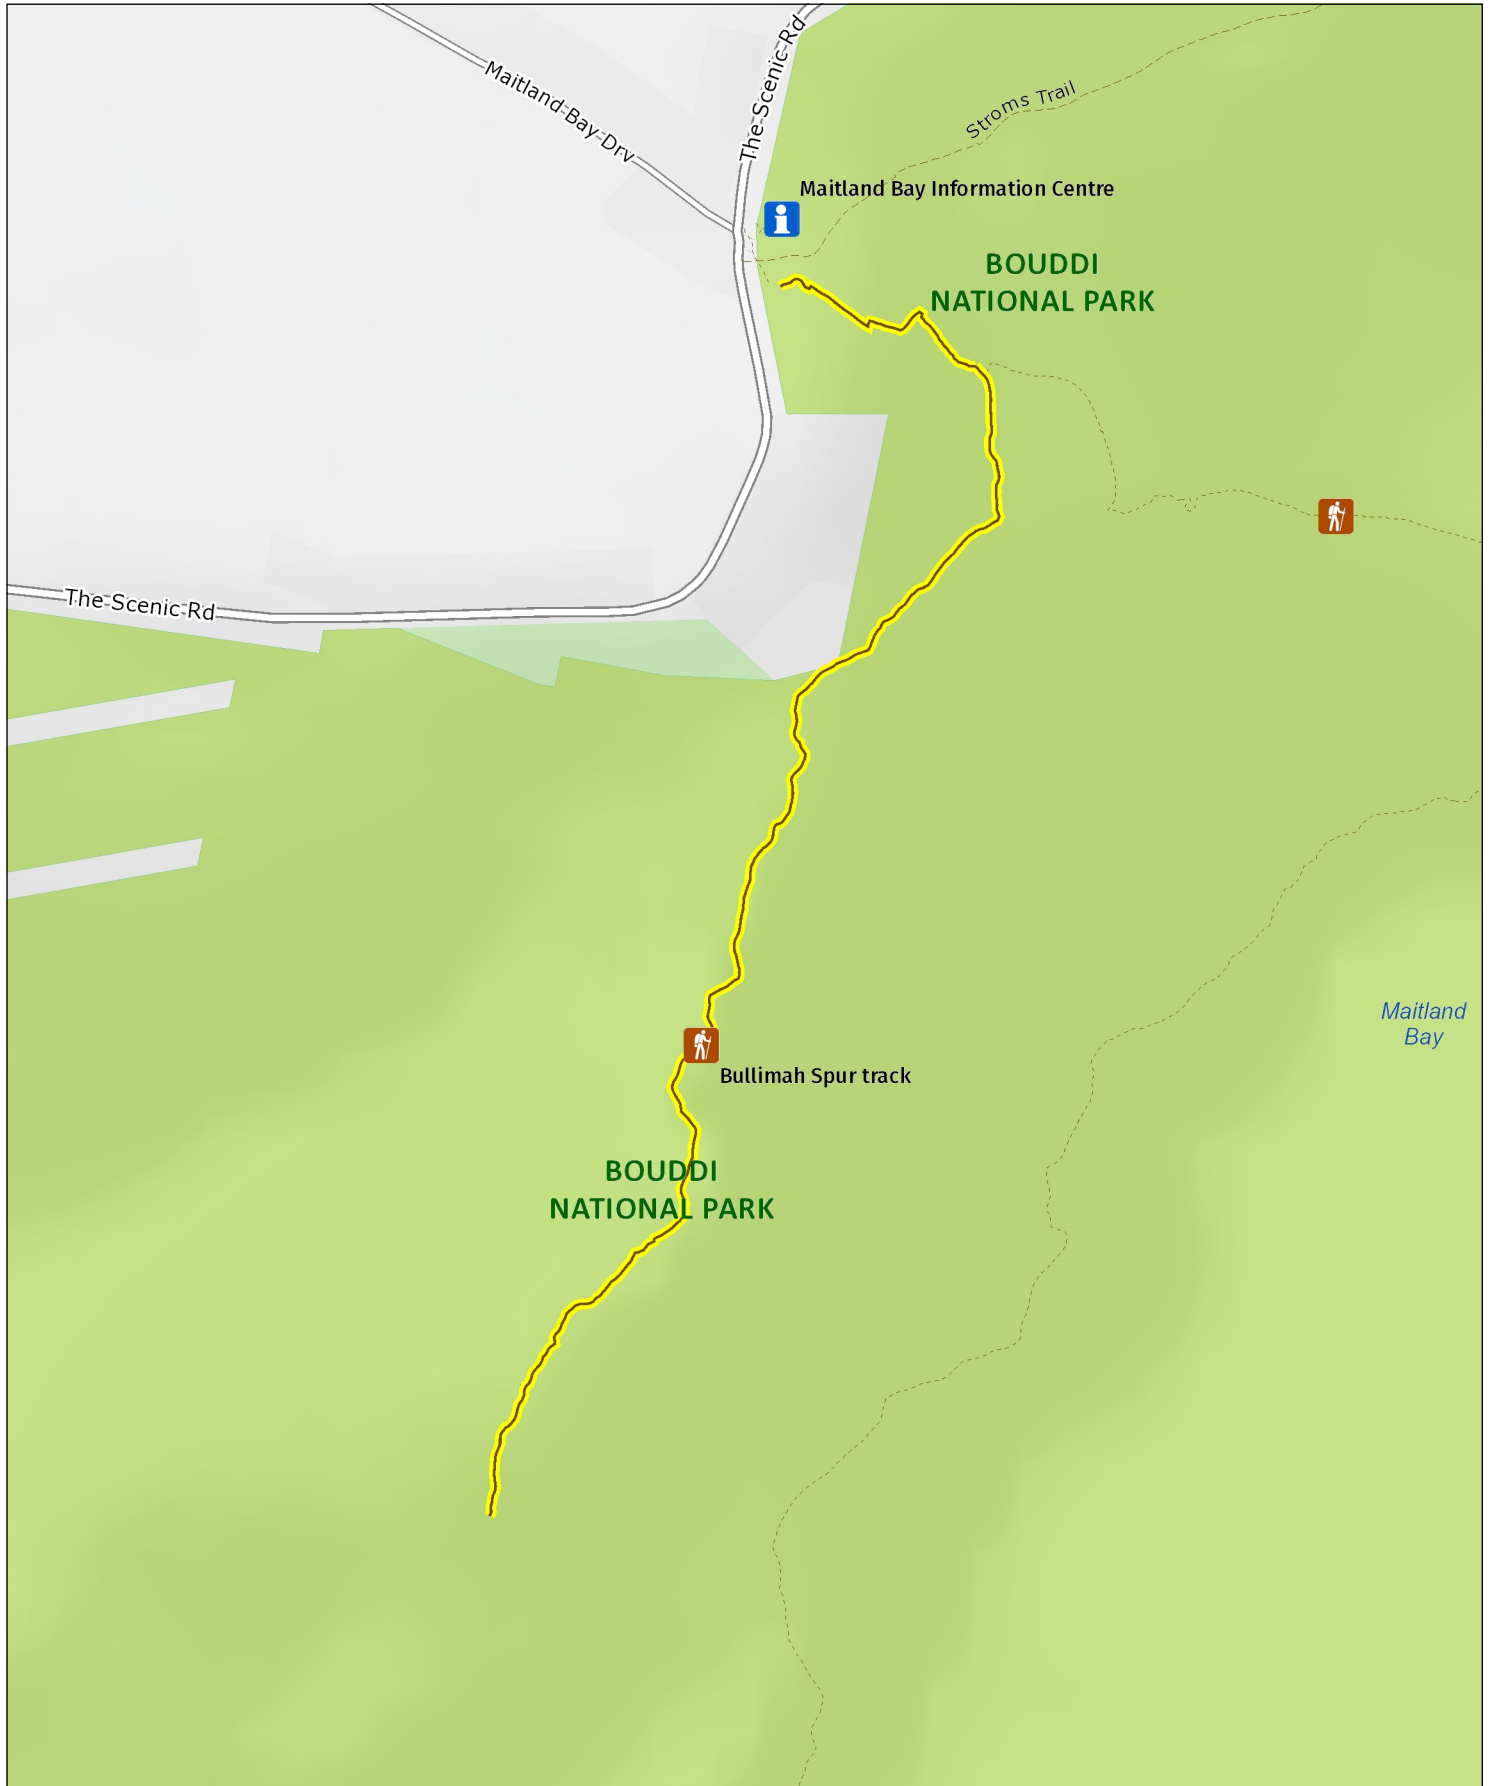 The Scenic Rd
Maitland Bay Drv
Stroms Trail
Maitland Bay Information Centre
BOUDDI
NATIONAL PARK
The Scenic Rd
Maitland
Bay
Bullimah Spur track
BOUDDI
NATIONAL PARK